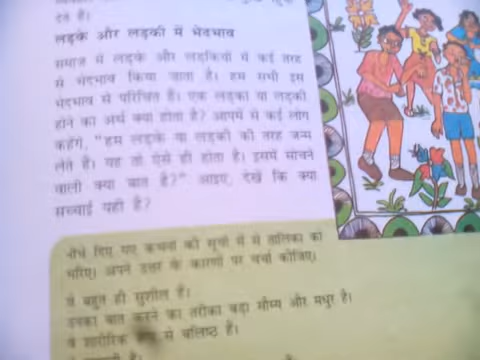 देते हैं।
लड़के और लड़की में भेदभाव
समाज में लड़के और लड़कियों में कई तरह
से भेदभाव किया जाता है। हम सभी इस
भेदभाव से परिचित हैं। एक लड़का या लड़की
होने का अर्थ क्या होता है? आपमें से कई लोग
कहेंगे, "हम लड़के या लड़की की तरह जन्म
लेते हैं। यह तो ऐसे ही होता है। इसमें सोचने
वाली क्या बात है?" आइए, देखें कि क्या
सच्चाई यही है?
नीचे दिए गए कथनों की सूची में से तालिका को
भरिए। अपने उत्तर के कारणों पर चर्चा कीजिए।
वे बहुत ही सुशील हैं।
उनका बात करने का तरीका बड़ा सौम्य और मधुर है।
वे शारीरिक से बलिष्ठ हैं।